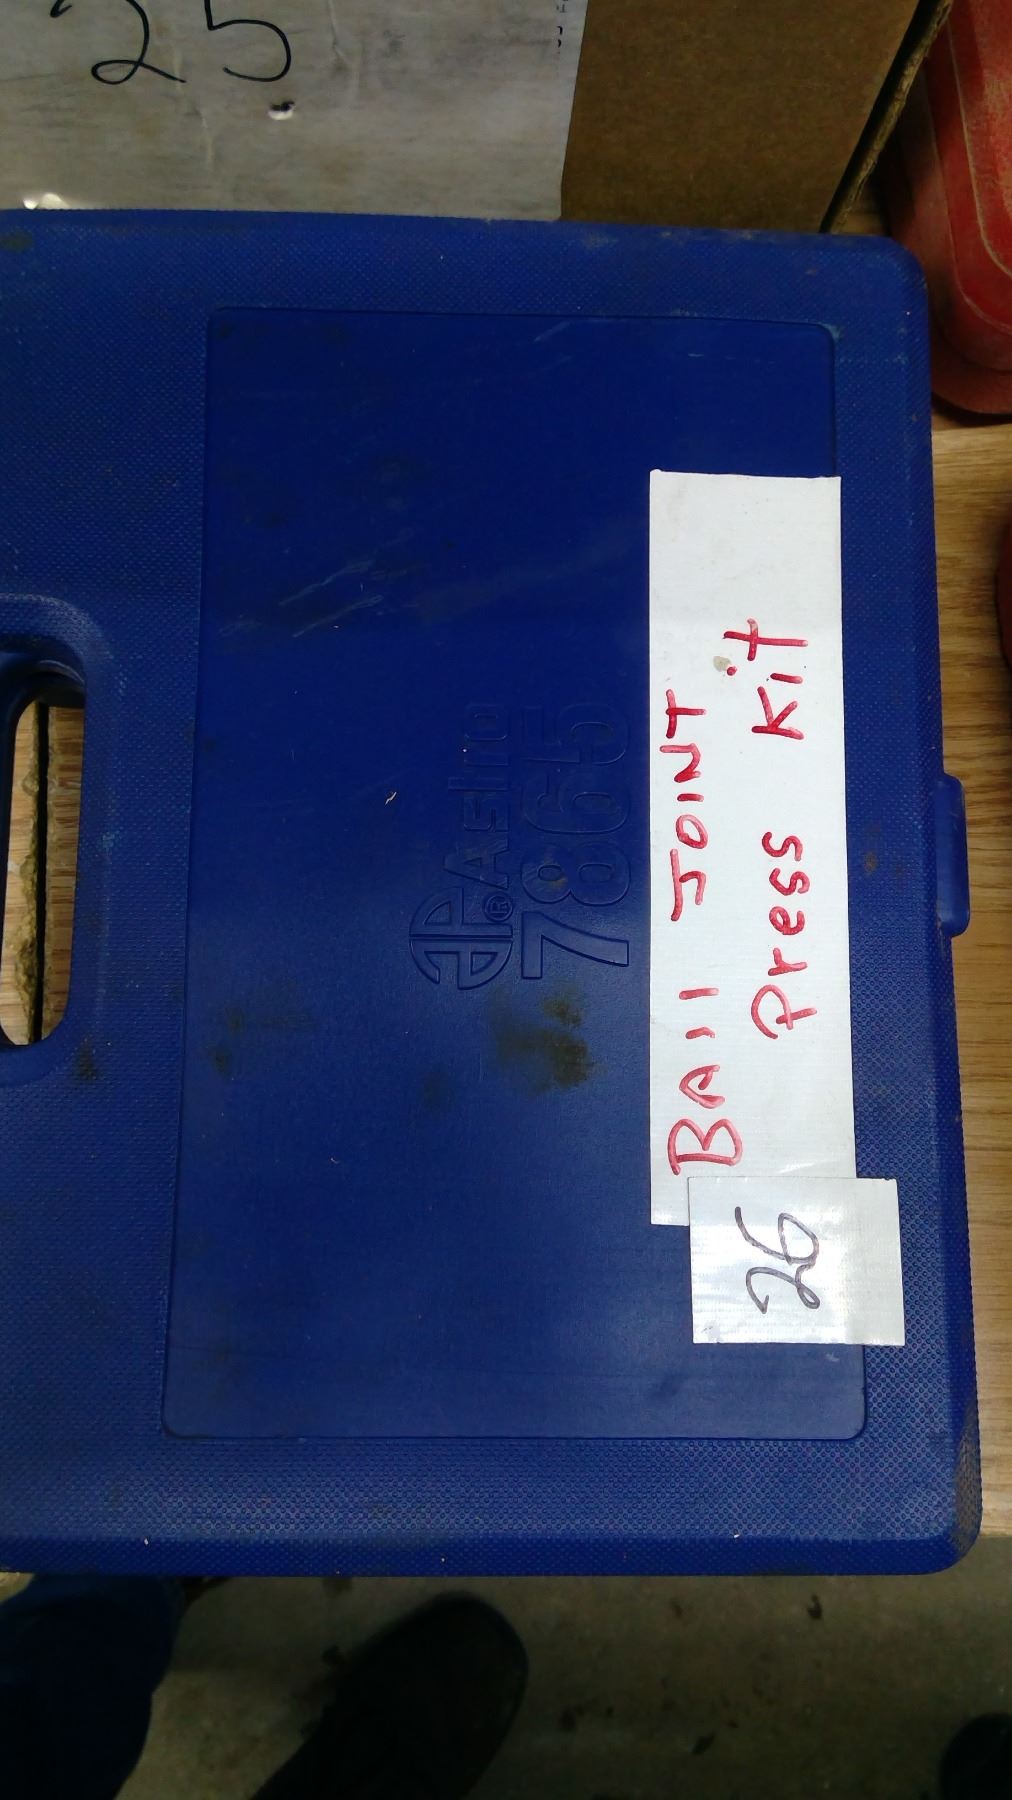 25
Astro
7865
Ball JOINT
Press Kit
26